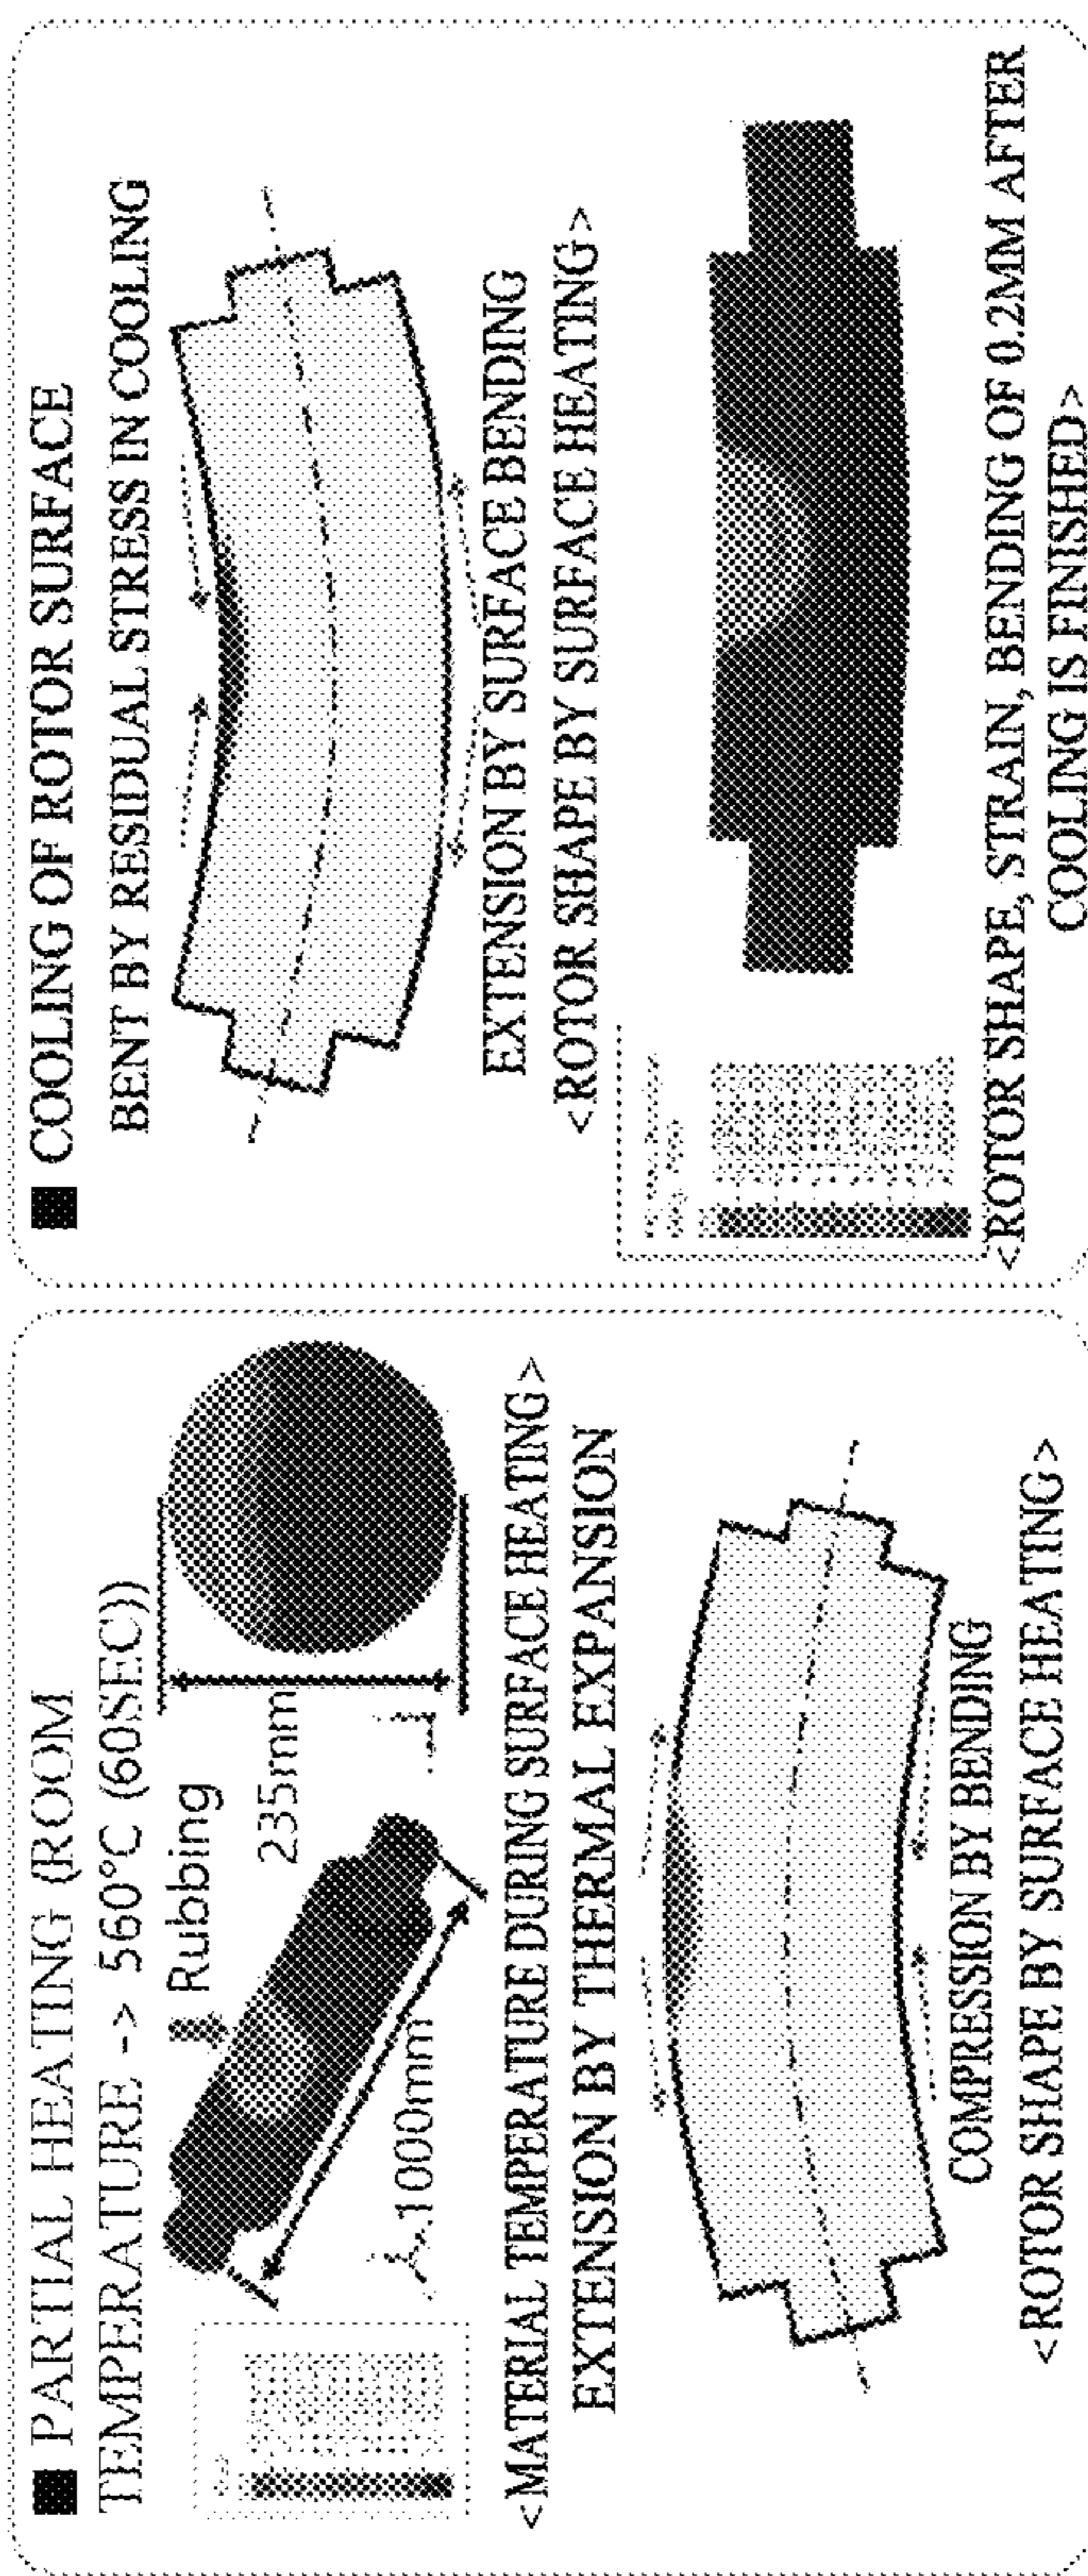 ■ PARTIAL HEATING (ROOM
TEMPERATURE -> 560°C (60SEC))
Rubbing
235mm
1000mm
<MATERIAL TEMPERATURE DURING SURFACE HEATING>
EXTENSION BY THERMAL EXPANSION
COMPRESSION BY BENDING
<ROTOR SHAPE BY SURFACE HEATING>
■ COOLING OF ROTOR SURFACE
BENT BY RESIDUAL STRESS IN COOLING
EXTENSION BY SURFACE BENDING
<ROTOR SHAPE BY SURFACE HEATING>
<ROTOR SHAPE, STRAIN, BENDING OF 0.2MM AFTER
COOLING IS FINISHED>